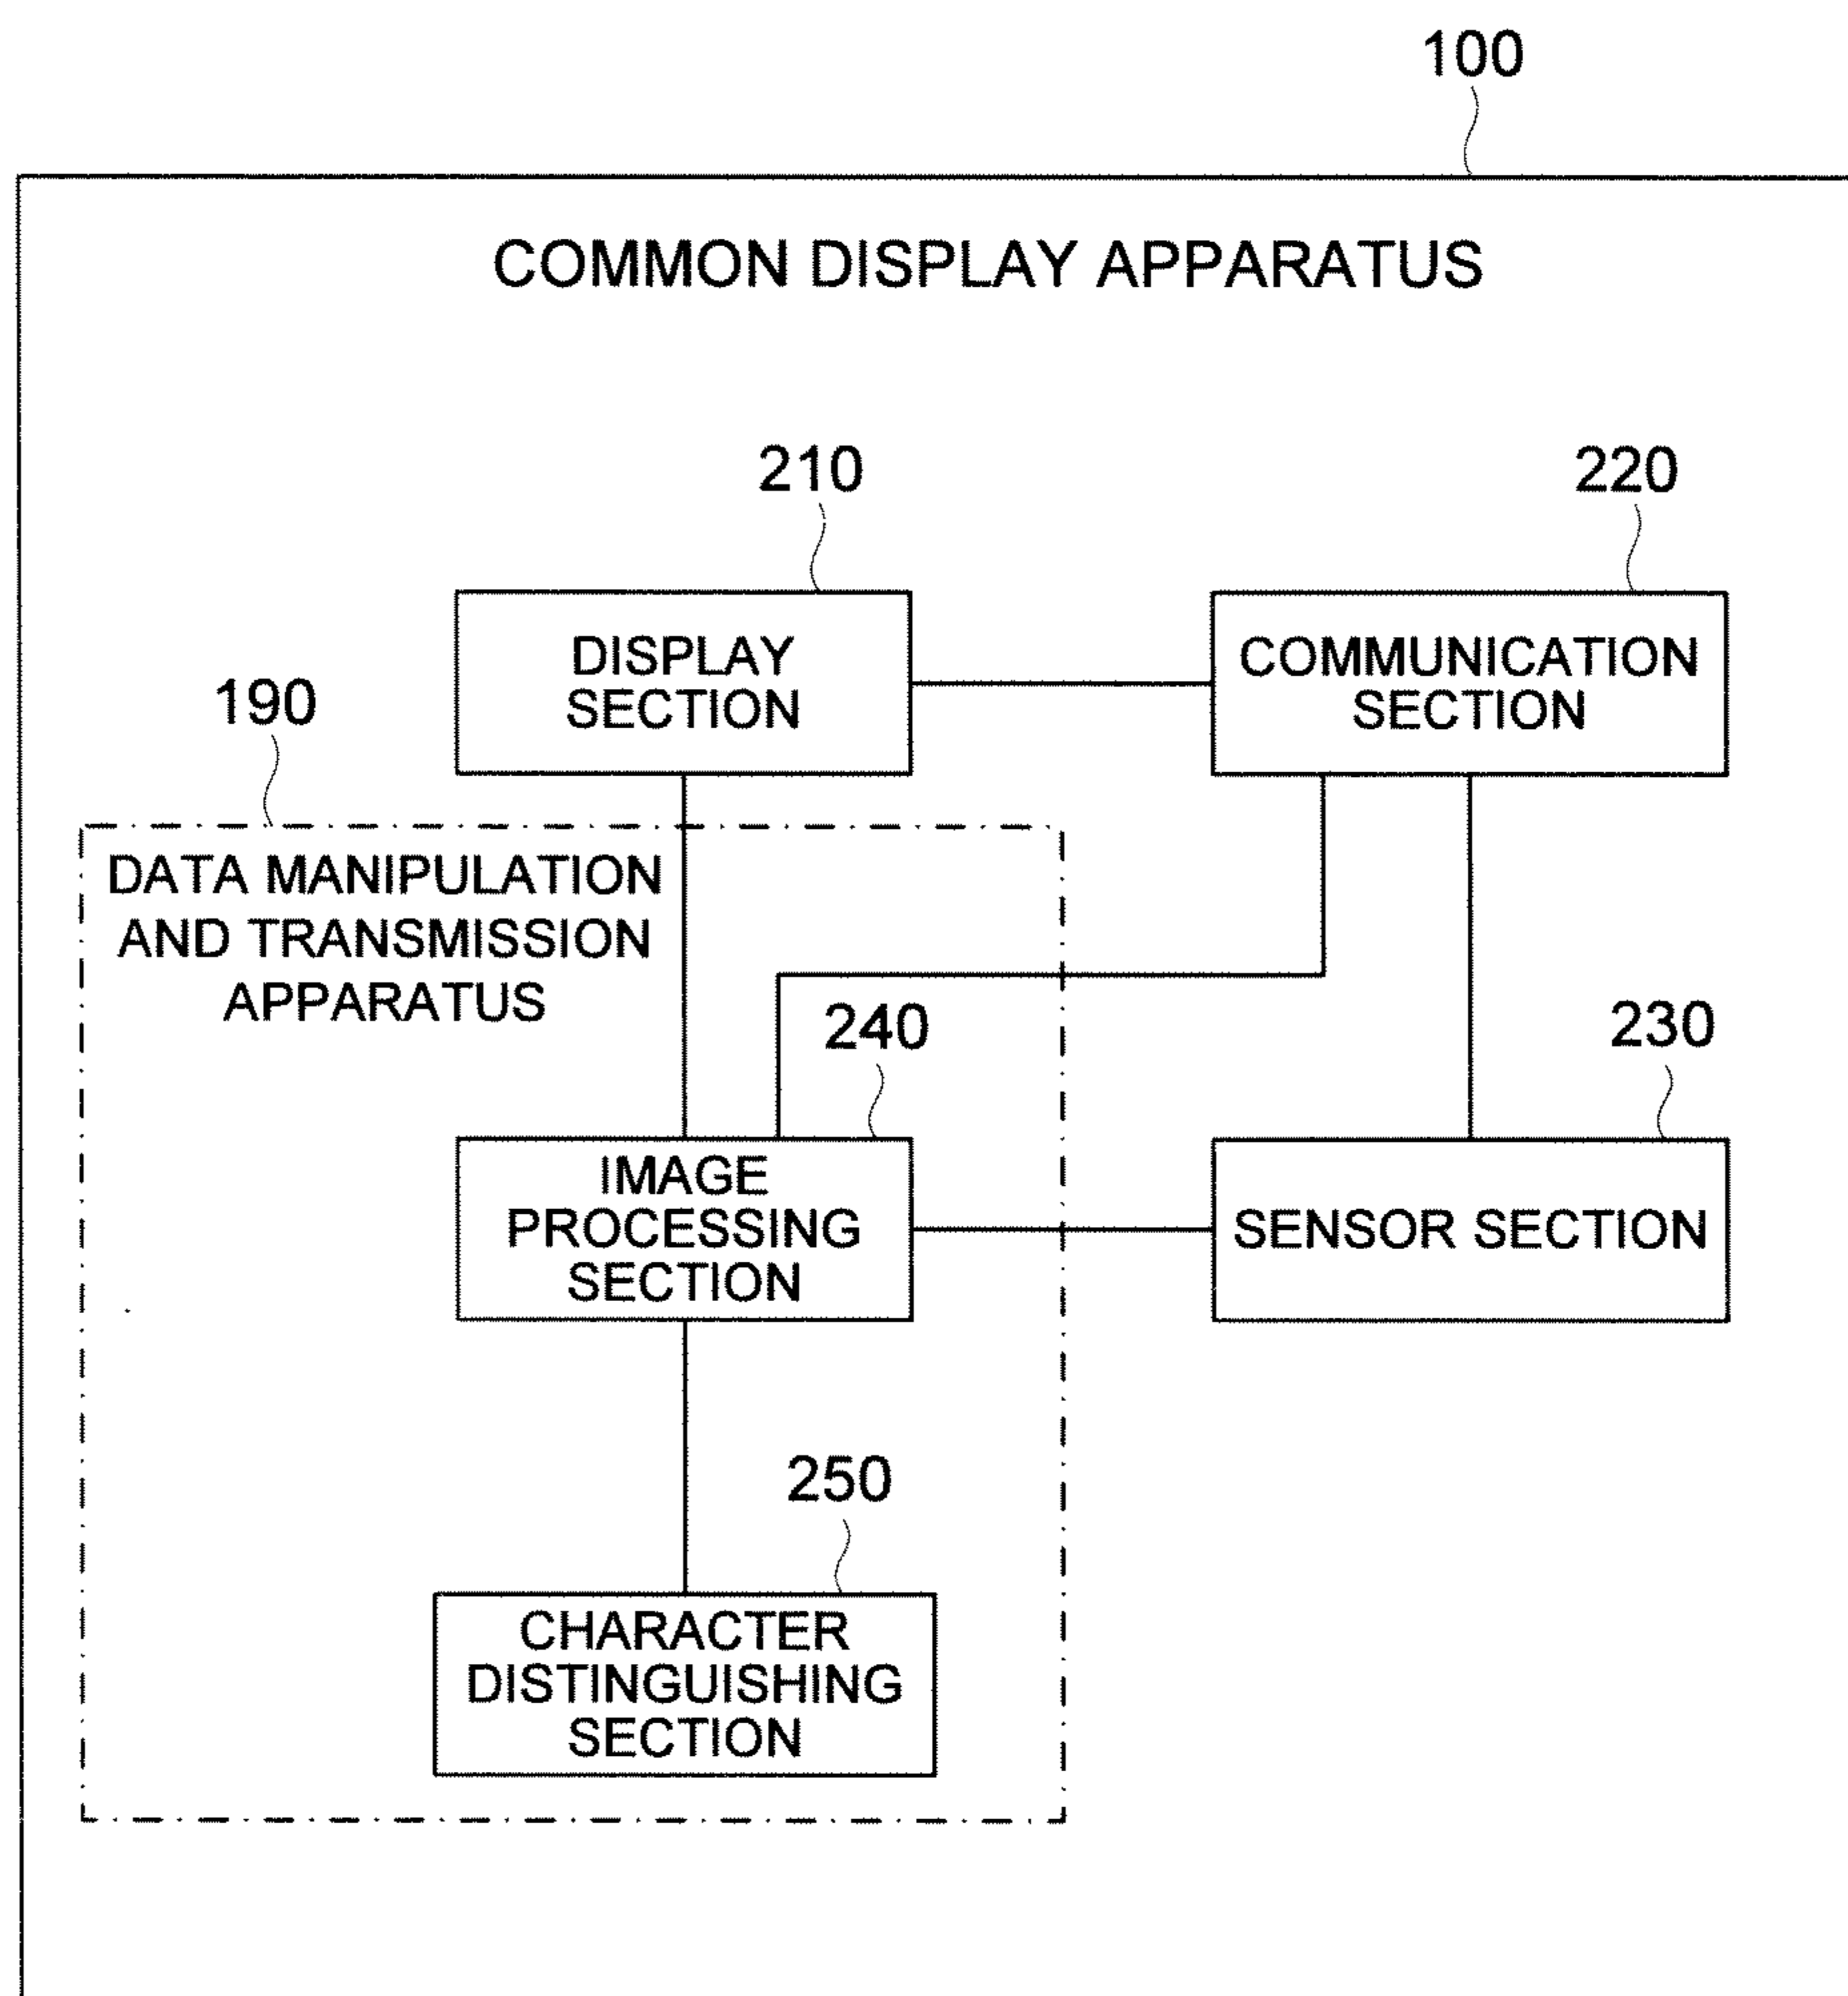 100
COMMON DISPLAY APPARATUS
210
220
DISPLAY
SECTION
COMMUNICATION
SECTION
190
DATA MANIPULATION
AND TRANSMISSION
APPARATUS
240
230
IMAGE
PROCESSING
SECTION
SENSOR SECTION
250
CHARACTER
DISTINGUISHING
SECTION